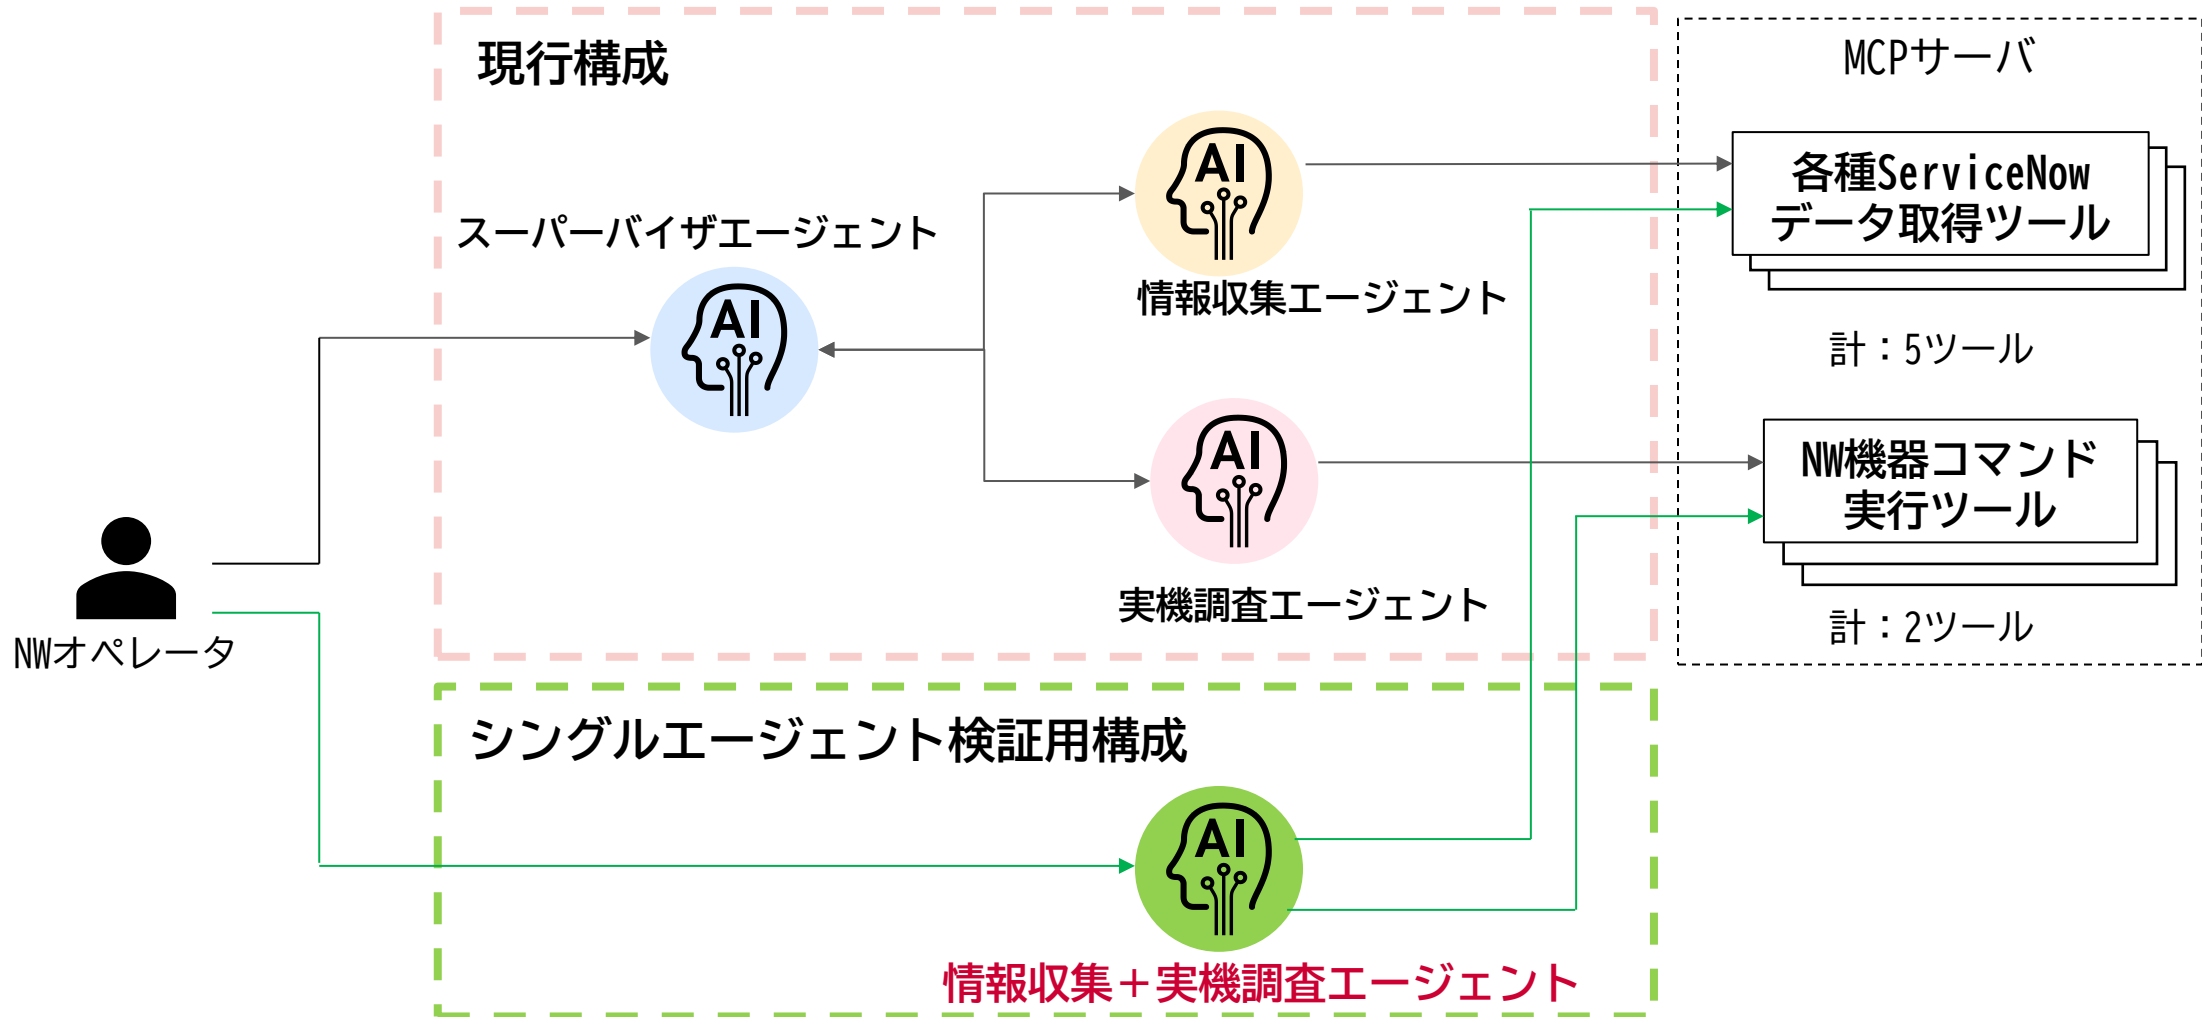 現行構成
MCPサーバ
AI
各種ServiceNow
データ取得ツール
スーパーバイザエージェント
AI
情報収集エージェント
計：5ツール
AI
NW機器コマンド
実行ツール
実機調査エージェント
計：2ツール
NWオペレータ
シングルエージェント検証用構成
AI
情報収集＋実機調査エージェント